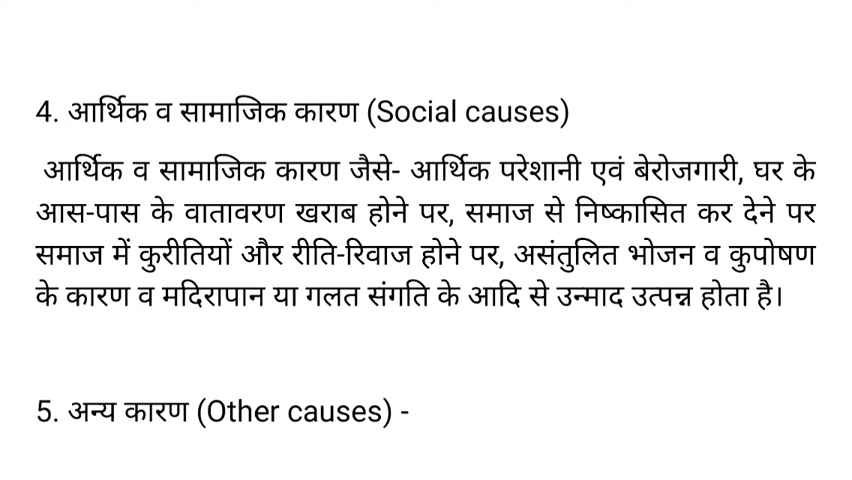 4. आर्थिक व सामाजिक कारण (Social causes)
आर्थिक व सामाजिक कारण जैसे- आर्थिक परेशानी एवं बेरोजगारी, घर के
आस-पास के वातावरण खराब होने पर, समाज से निष्कासित कर देने पर
समाज में कुरीतियों और रीति-रिवाज होने पर, असंतुलित भोजन व कुपोषण
के कारण व मदिरापान या गलत संगति के आदि से उन्माद उत्पन्न होता है।
5. अन्य कारण (Other causes) -